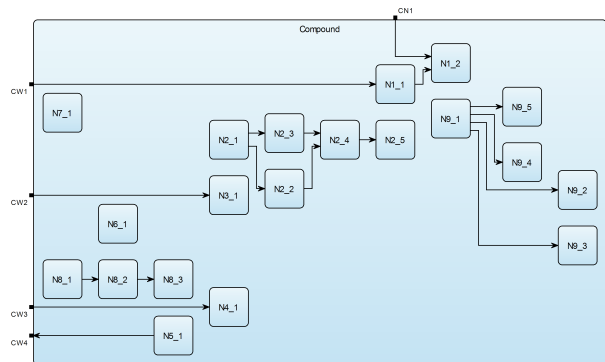 CN1
Compound
N1_2
CW1
N1_1
N7_1
N9_5
N9_1
N2_3
N2_1
N2_4
N2_5
N9_4
N2_2
N9_2
CW2
N3_1
N6_1
N9_3
N8_1
N8_2
N8_3
CW3
N4_1
N5_1
CW4